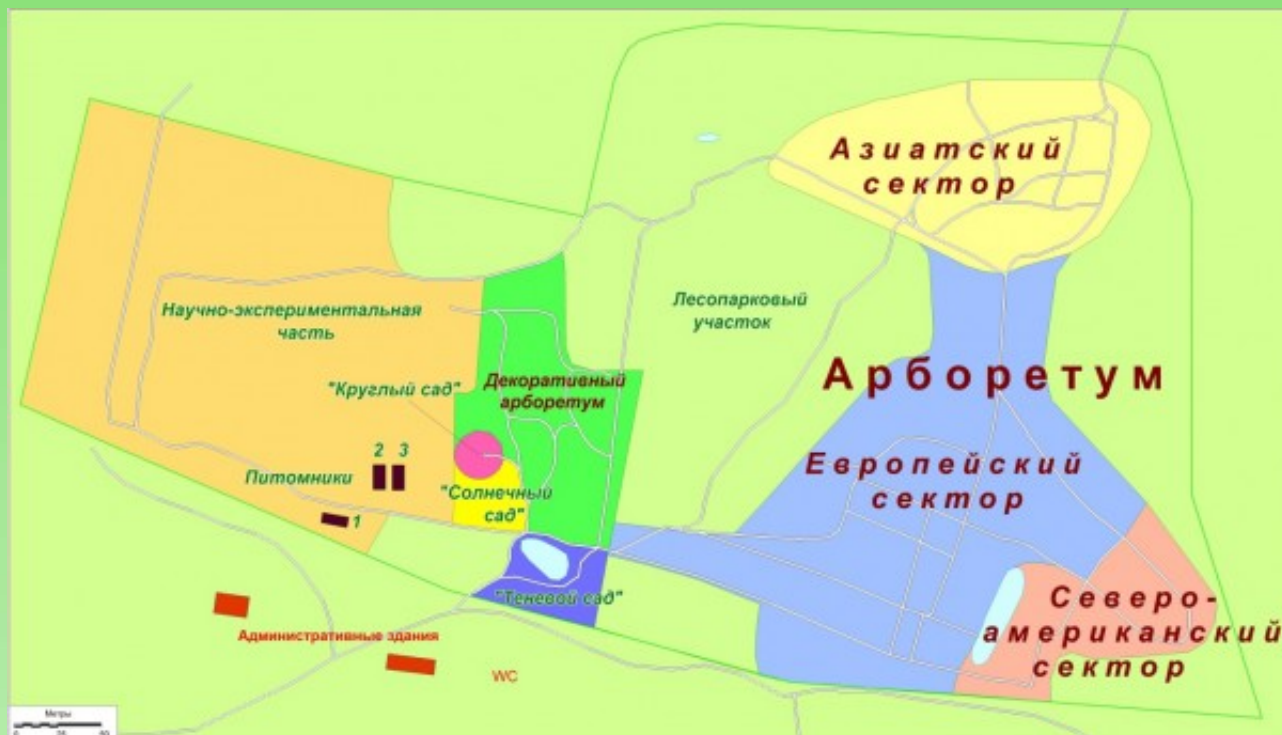 Азиатский
сектор
Научно-экспериментальная
часть
Лесопарковый
участок
Арборетум
"Круглый сад"
Декоративный
арборетум
2 3
Питомники
1
"Солнечный
сад"
Европейский
сектор
"Теневой сад"
Северо-
американский
сектор
Административные здания
WC
Метры
0